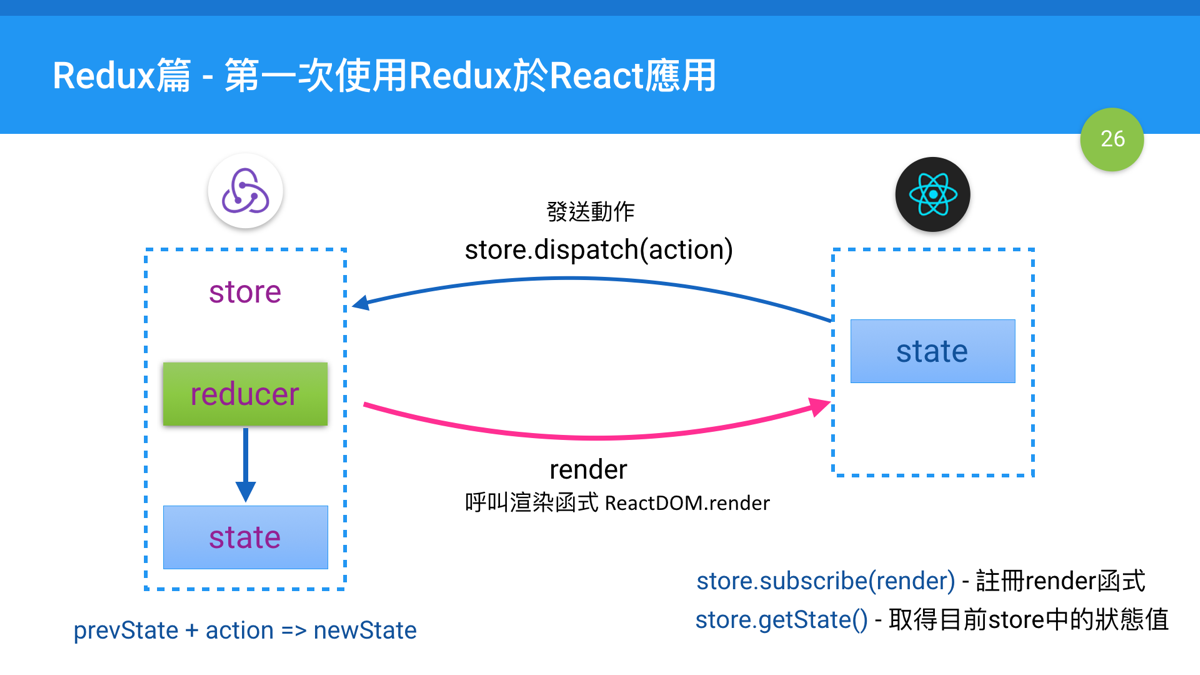 Redux篇 - 第一次使用Redux於React應用
26
發送動作
store.dispatch(action)
store
reducer
state
state
render
呼叫渲染函式 ReactDOM.render
store.subscribe(render) - 註冊render函式
store.getState() - 取得目前store中的狀態值
prevState + action => newState